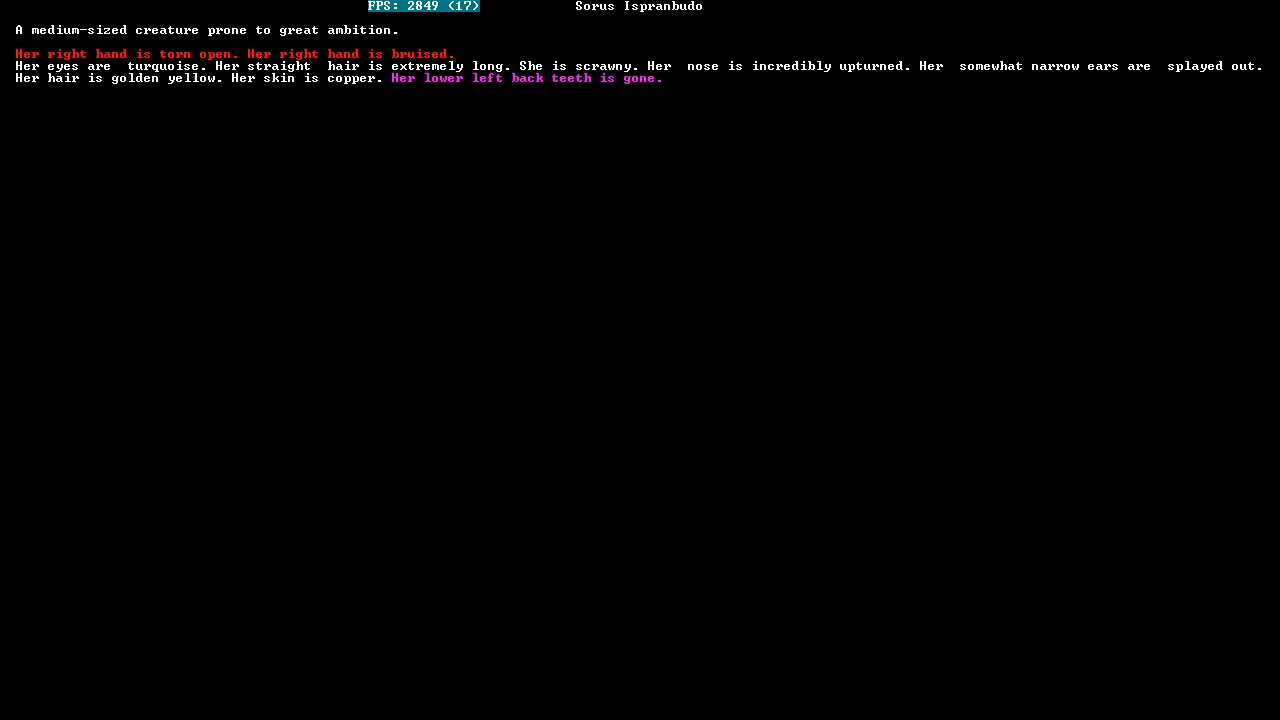 FPS: 2849 (17) Sorus Ispranbudo
A medium-sized creature prone to great ambition.
Her right hand is torn open. Her right hand is bruised.
Her eyes are  turquoise. Her straight  hair is extremely long. She is scrawny. Her  nose is incredibly upturned. Her  somewhat narrow ears are  splayed out.
Her hair is golden yellow. Her skin is copper. Her lower left back teeth is gone.